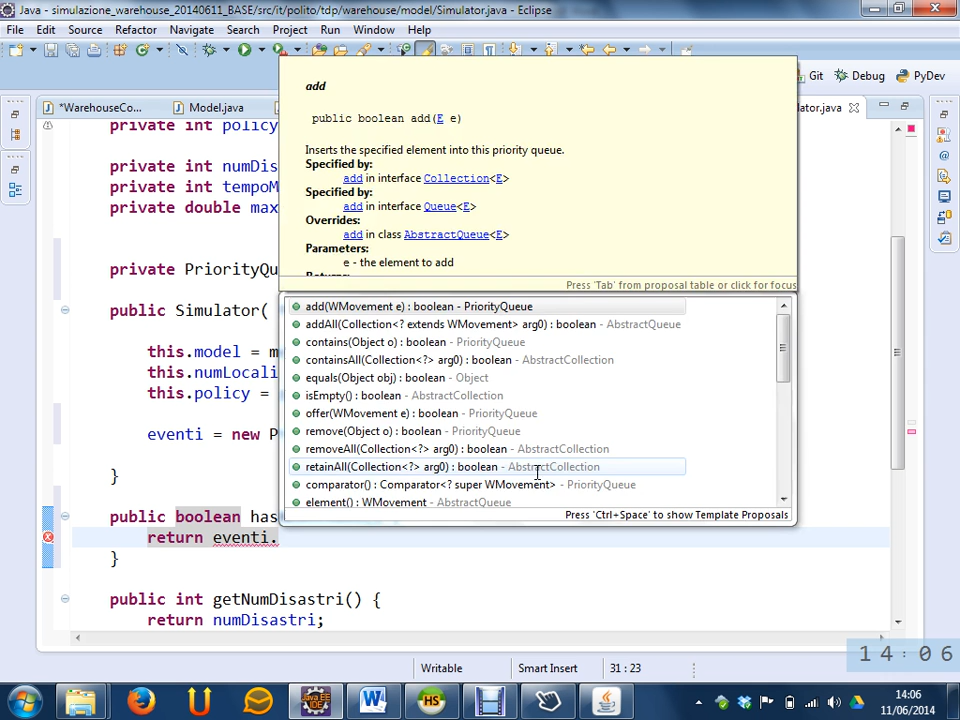 Java - simulazione_warehouse_20140611_BASE/src/it/polito/tdp/warehouse/model/Simulator.java - Eclipse
File Edit Source Refactor Navigate Search Project Run Window Help
Git Debug PyDev
*WarehouseCo... Model.java lator.java
private int policy
private int numDis
private int tempoM
private double max
private PriorityQu
public Simulator(
this.model = m
this.numLocali
this.policy =
eventi = new P
}
public boolean has
return eventi.
}
public int getNumDisastri() {
return numDisastri;
add
public boolean add(E e)
Inserts the specified element into this priority queue.
Specified by:
add in interface Collection<E>
Specified by:
add in interface Queue<E>
Overrides:
add in class AbstractQueue<E>
Parameters:
e - the element to add
Returns:
Press 'Tab' from proposal table or click for focus
add(WMovement e) : boolean - PriorityQueue
addAll(Collection<? extends WMovement> arg0) : boolean - AbstractQueue
contains(Object o) : boolean - PriorityQueue
containsAll(Collection<?> arg0) : boolean - AbstractCollection
equals(Object obj) : boolean - Object
isEmpty() : boolean - AbstractCollection
offer(WMovement e) : boolean - PriorityQueue
remove(Object o) : boolean - PriorityQueue
removeAll(Collection<?> arg0) : boolean - AbstractCollection
retainAll(Collection<?> arg0) : boolean - AbstractCollection
comparator() : Comparator<? super WMovement> - PriorityQueue
element() : WMovement - AbstractQueue
Press 'Ctrl+Space' to show Template Proposals
Writable Smart Insert 31 : 23
14:06
14:06
11/06/2014